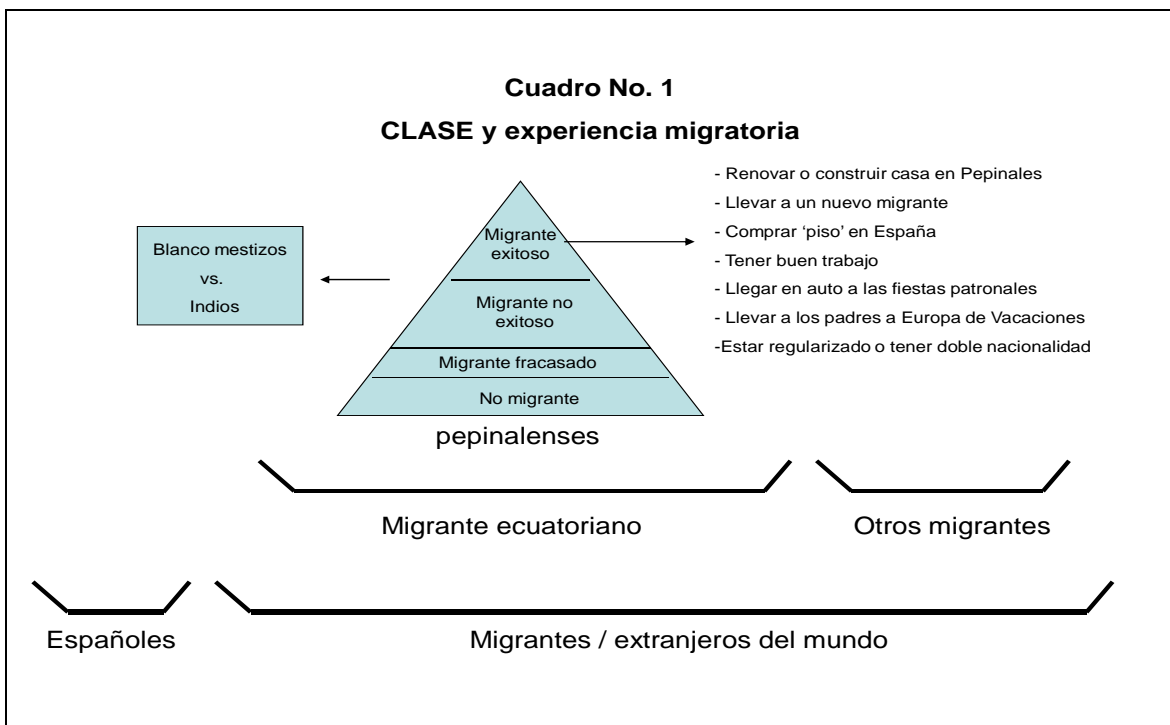 Cuadro No. 1
CLASE y experiencia migratoria
Blanco mestizos
vs.
Indios
Migrante
exitoso
Migrante no
exitoso
Migrante fracasado
No migrante
pepinalenses
- Renovar o construir casa en Pepinales
- Llevar a un nuevo migrante
- Comprar ‘piso’ en España
- Tener buen trabajo
- Llegar en auto a las fiestas patronales
- Llevar a los padres a Europa de Vacaciones
-Estar regularizado o tener doble nacionalidad
Migrante ecuatoriano
Otros migrantes
Españoles
Migrantes / extranjeros del mundo